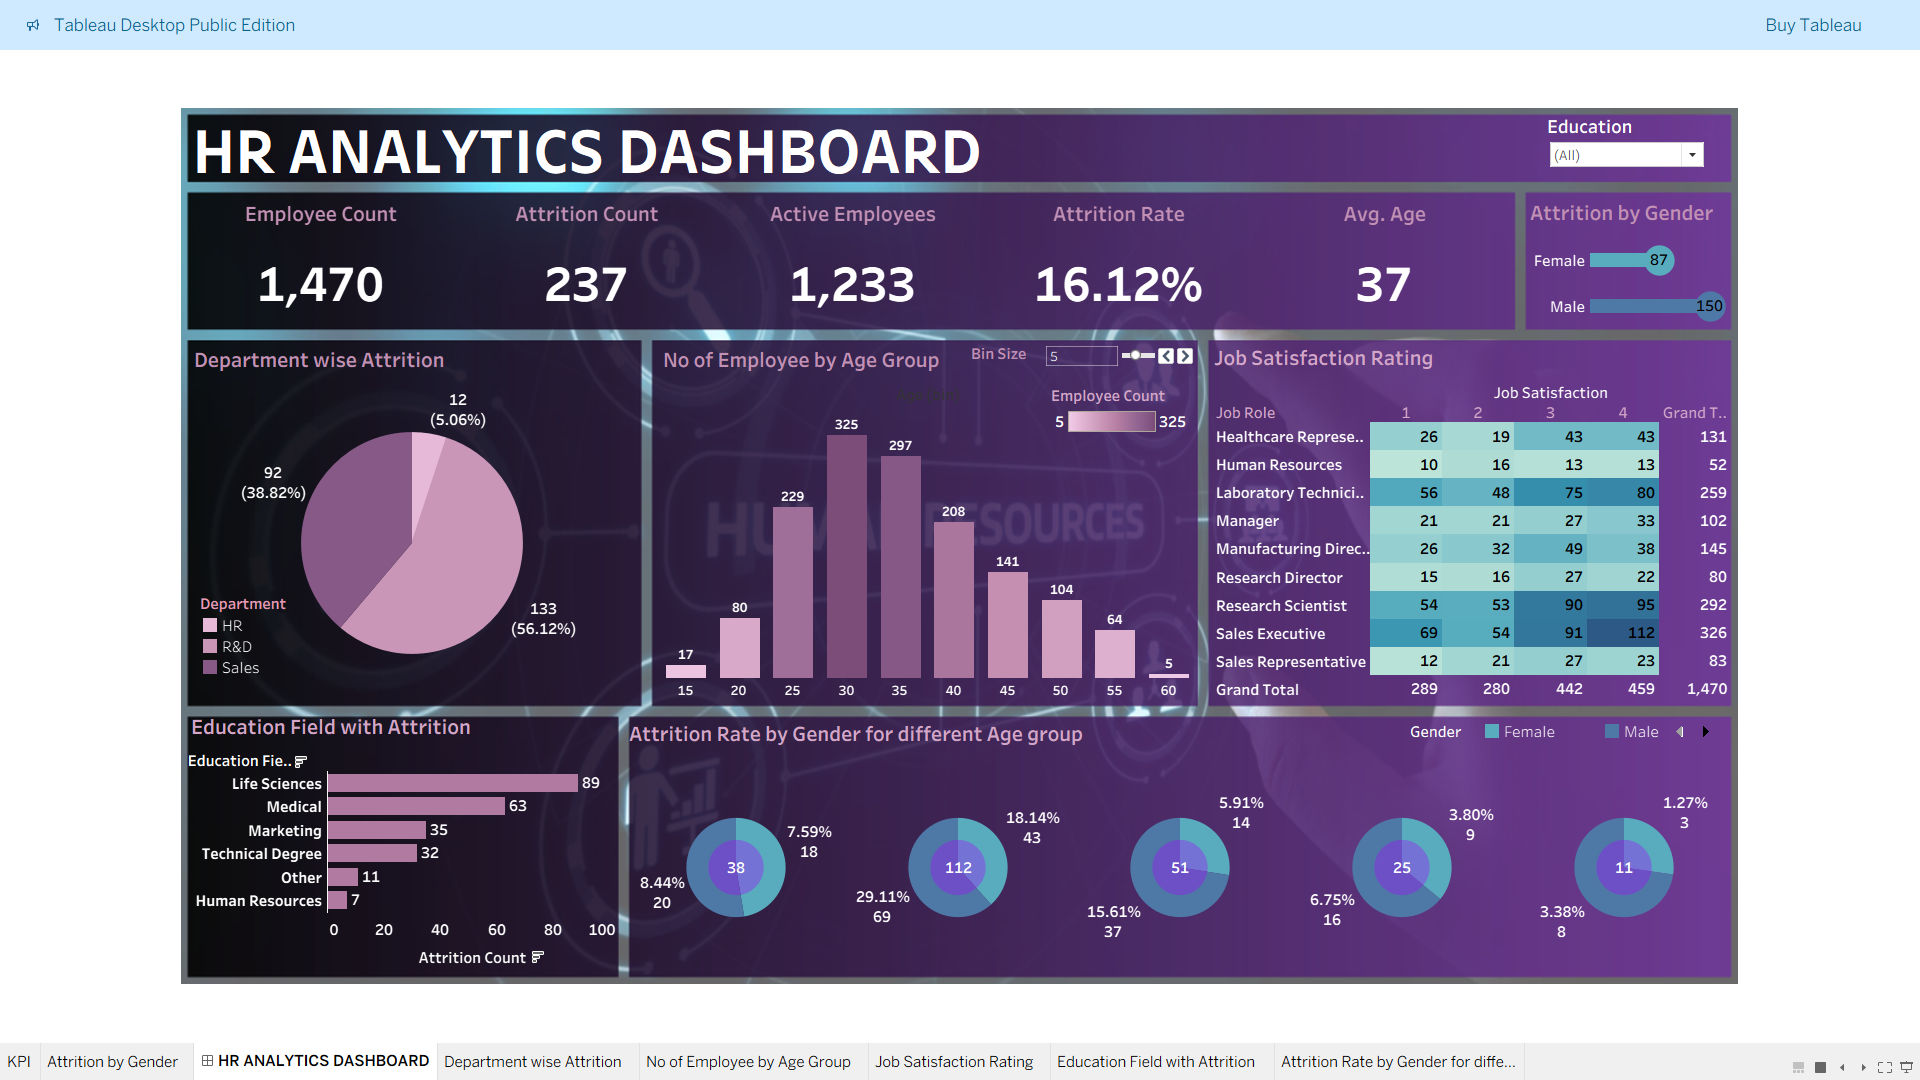 Tableau Desktop Public Edition
Buy Tableau
HR ANALYTICS DASHBOARD
Education
(All)
Employee Count
Attrition Count
Active Employees
Attrition Rate
Avg. Age
1,470
237
1,233
16.12%
37
Attrition by Gender
Female 87
Male 150
Department wise Attrition
12
(5.06%)
92
(38.82%)
133
(56.12%)
Department
HR
R&D
Sales
No of Employee by Age Group
Bin Size 5
Employee Count
5 325
HUMAN RESOURCES
17
80
229
325
297
208
141
104
64
5
15 20 25 30 35 40 45 50 55 60
Job Satisfaction Rating
Job Satisfaction
Job Role 1 2 3 4 Grand T..
Healthcare Represe.. 26 19 43 43 131
Human Resources 10 16 13 13 52
Laboratory Technici.. 56 48 75 80 259
Manager 21 21 27 33 102
Manufacturing Direc.. 26 32 49 38 145
Research Director 15 16 27 22 80
Research Scientist 54 53 90 95 292
Sales Executive 69 54 91 112 326
Sales Representative 12 21 27 23 83
Grand Total 289 280 442 459 1,470
Education Field with Attrition
Education Fie..
Life Sciences 89
Medical 63
Marketing 35
Technical Degree 32
Other 11
Human Resources 7
0 20 40 60 80 100
Attrition Count
Attrition Rate by Gender for different Age group
Gender Female Male
7.59%
18
38
8.44%
20
18.14%
43
112
29.11%
69
5.91%
14
51
15.61%
37
3.80%
9
25
6.75%
16
1.27%
3
11
3.38%
8
KPI
Attrition by Gender
HR ANALYTICS DASHBOARD
Department wise Attrition
No of Employee by Age Group
Job Satisfaction Rating
Education Field with Attrition
Attrition Rate by Gender for diffe...